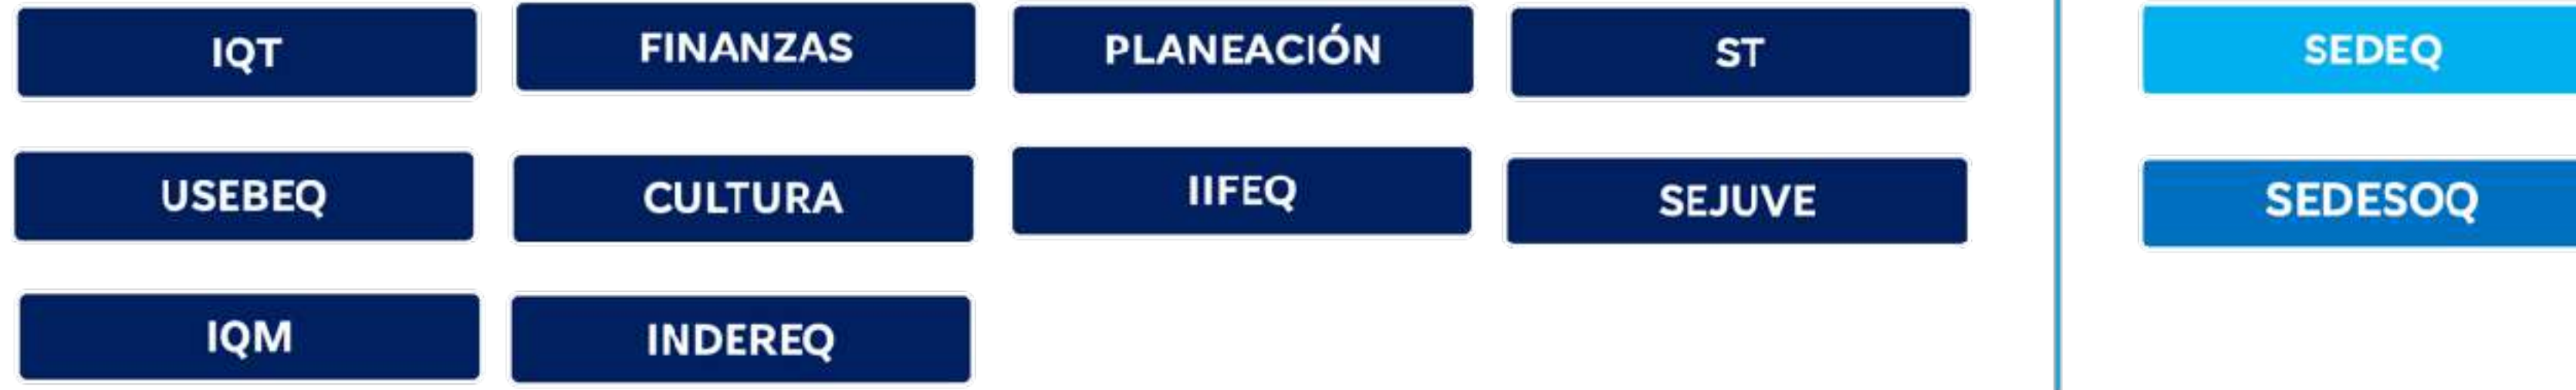 IQT
FINANZAS
PLANEACIÓN
ST
SEDEQ
USEBEQ
CULTURA
IIFEQ
SEJUVE
SEDESOQ
IQM
INDEREQ